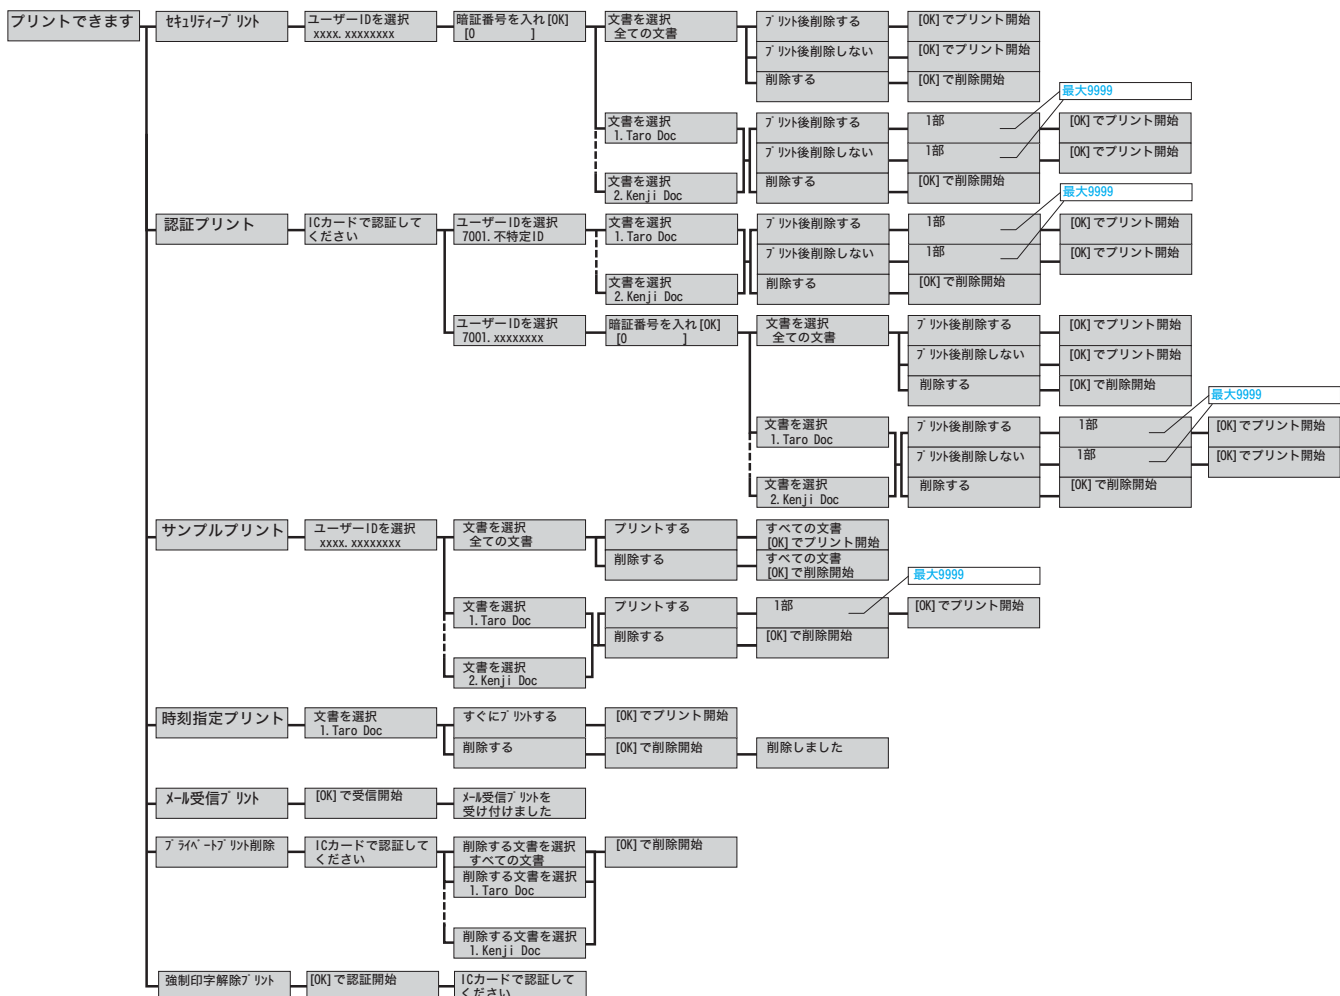 プリントできます
セキュリティープリント
ユーザーIDを選択
xxxx. xxxxxxxx
暗証番号を入れ[OK]
[0 ]
文書を選択
全ての文書
プリント後削除する
[OK]でプリント開始
プリント後削除しない
[OK]でプリント開始
削除する
[OK]で削除開始
最大9999
文書を選択
1. Taro Doc
プリント後削除する
1部
[OK]でプリント開始
プリント後削除しない
1部
[OK]でプリント開始
文書を選択
2. Kenji Doc
削除する
[OK]で削除開始
最大9999
認証プリント
ICカードで認証して
ください
ユーザーIDを選択
7001. 不特定ID
文書を選択
1. Taro Doc
プリント後削除する
1部
[OK]でプリント開始
プリント後削除しない
1部
[OK]でプリント開始
文書を選択
2. Kenji Doc
削除する
[OK]で削除開始
ユーザーIDを選択
7001. xxxxxxxx
暗証番号を入れ[OK]
[0 ]
文書を選択
全ての文書
プリント後削除する
[OK]でプリント開始
プリント後削除しない
[OK]でプリント開始
削除する
[OK]で削除開始
最大9999
文書を選択
1. Taro Doc
プリント後削除する
1部
[OK]でプリント開始
プリント後削除しない
1部
[OK]でプリント開始
文書を選択
2. Kenji Doc
削除する
[OK]で削除開始
サンプルプリント
ユーザーIDを選択
xxxx. xxxxxxxx
文書を選択
全ての文書
プリントする
すべての文書
[OK]でプリント開始
削除する
すべての文書
[OK]で削除開始
最大9999
文書を選択
1. Taro Doc
プリントする
1部
[OK]でプリント開始
削除する
[OK]で削除開始
文書を選択
2. Kenji Doc
時刻指定プリント
文書を選択
1. Taro Doc
すぐにプリントする
[OK]でプリント開始
削除する
[OK]で削除開始
削除しました
メール受信プリント
[OK]で受信開始
メール受信プリントを
受け付けました
プライベートプリント削除
ICカードで認証して
ください
削除する文書を選択
すべての文書
[OK]で削除開始
削除する文書を選択
1. Taro Doc
削除する文書を選択
1. Kenji Doc
強制印字解除プリント
[OK]で認証開始
ICカードで認証して
ください